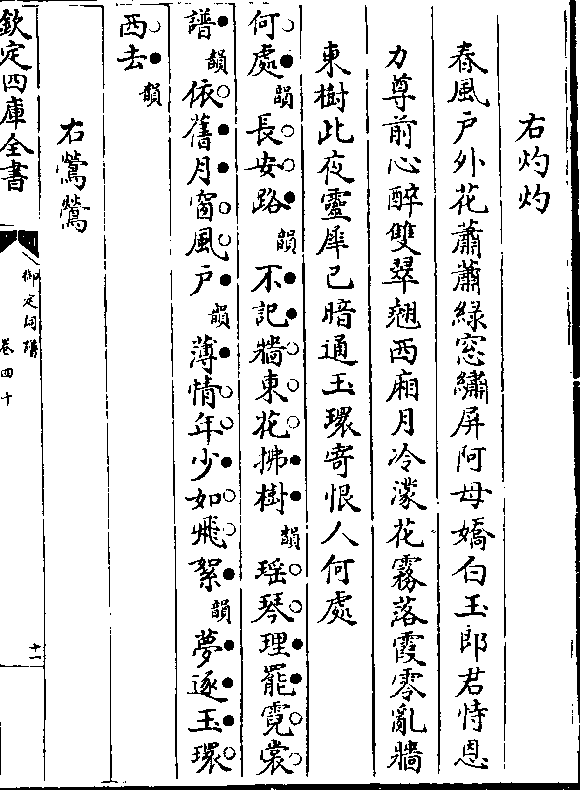 右灼灼
春風戶外花蕭蕭綠窓繡屏阿母嬌白玉郎君恃恩
力尊前心醉雙翠翹西廂月冷濛花霧落霞零亂牆
東樹此夜靈犀已暗通玉環寄恨人何處
何處韻長安路韻不記牆東花拂樹韻瑶琴理罷霓裳
譜韻依舊月窗風戶韻薄情年少如飛絮韻夢逐玉環
西去韻
右鶯鶯
欽定四庫全書
御定詞譜
卷四十
十一